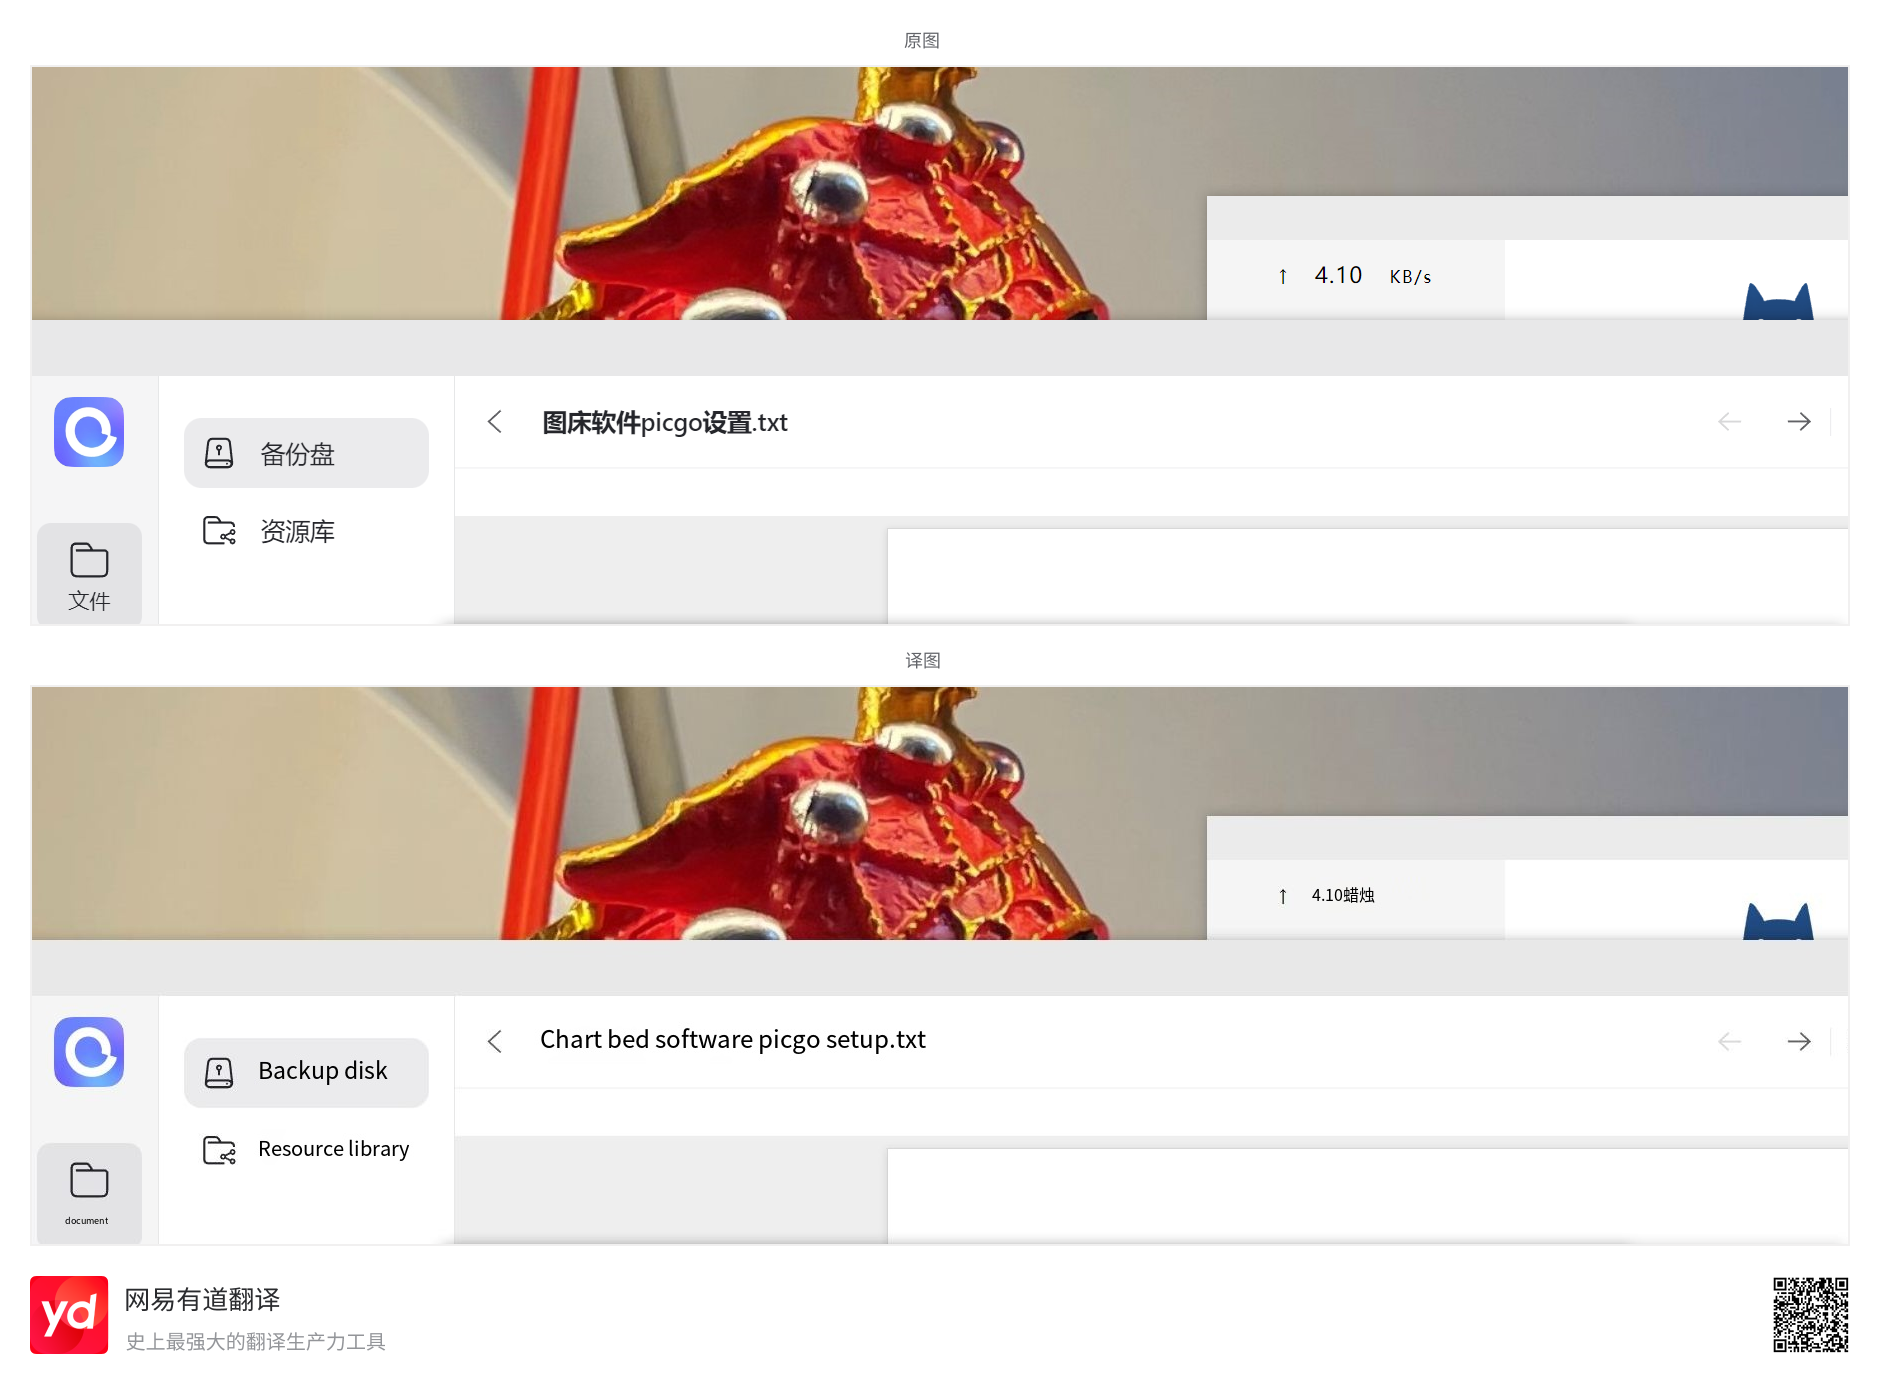 原图
↑ 4.10 KB/s
图床软件picgo设置.txt
备份盘
资源库
文件
译图
↑ 4.10蜡烛
Chart bed software picgo setup.txt
Backup disk
Resource library
document
yd
网易有道翻译
史上最强大的翻译生产力工具